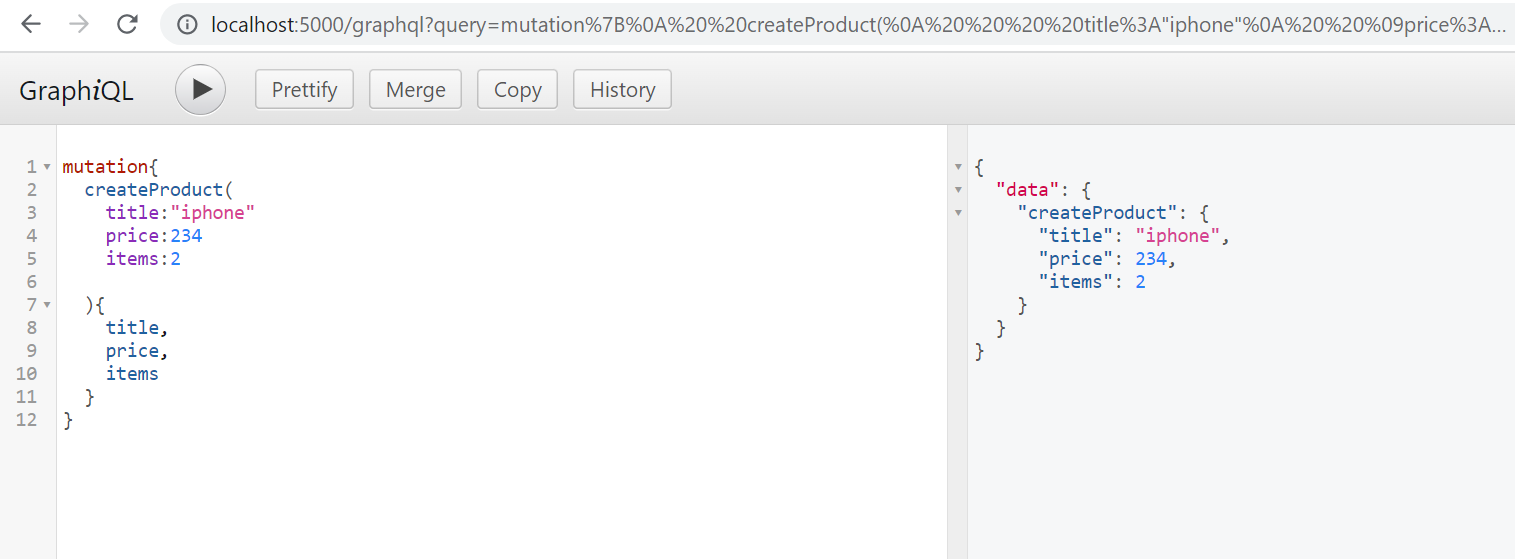 localhost:5000/graphql?query=mutation%7B%0A%20%20createProduct(%0A%20%20%20%20title%3A"iphone"%0A%20%20%09price%3A...
GraphiQL Prettify Merge Copy History
1 mutation{
2 createProduct(
3 title:"iphone"
4 price:234
5 items:2
6
7 ){
8 title,
9 price,
10 items
11 }
12 }
{
"data": {
"createProduct": {
"title": "iphone",
"price": 234,
"items": 2
}
}
}